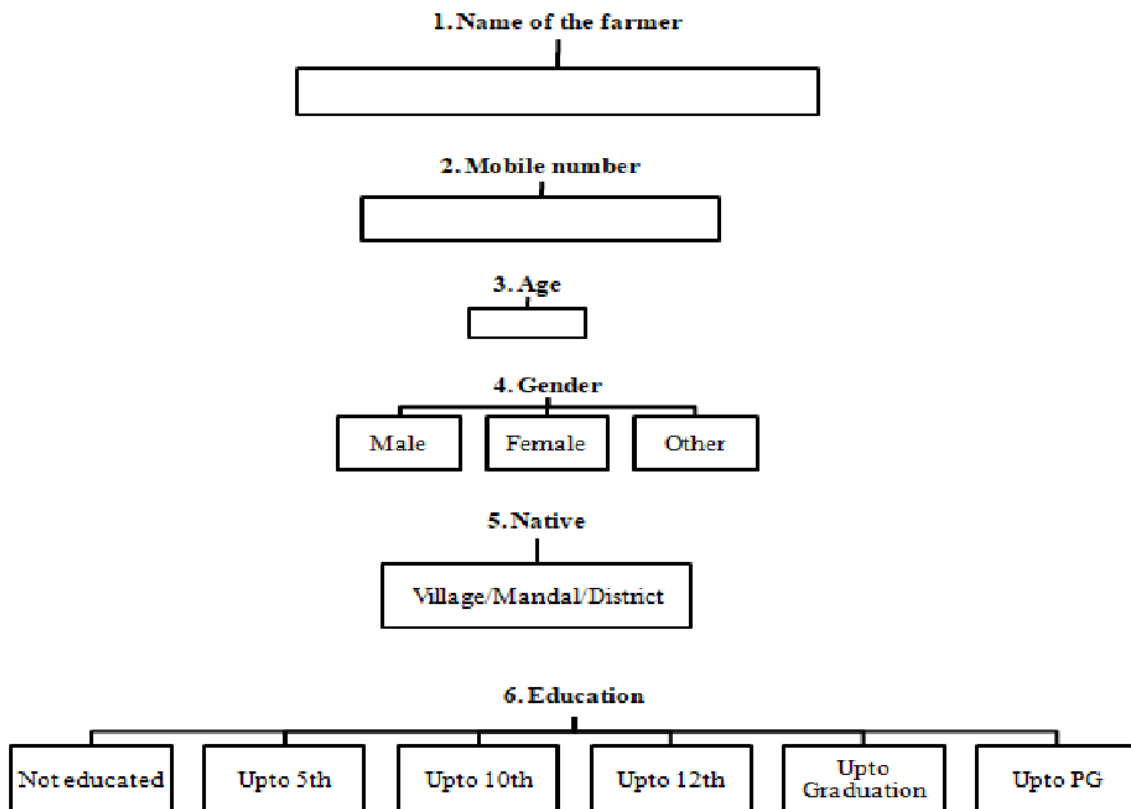 1. Name of the farmer
2. Mobile number
3. Age
4. Gender
Male Female Other
5. Native
Village/Mandal/District
6. Education
Not educated Upto 5th Upto 10th Upto 12th Upto Graduation Upto PG